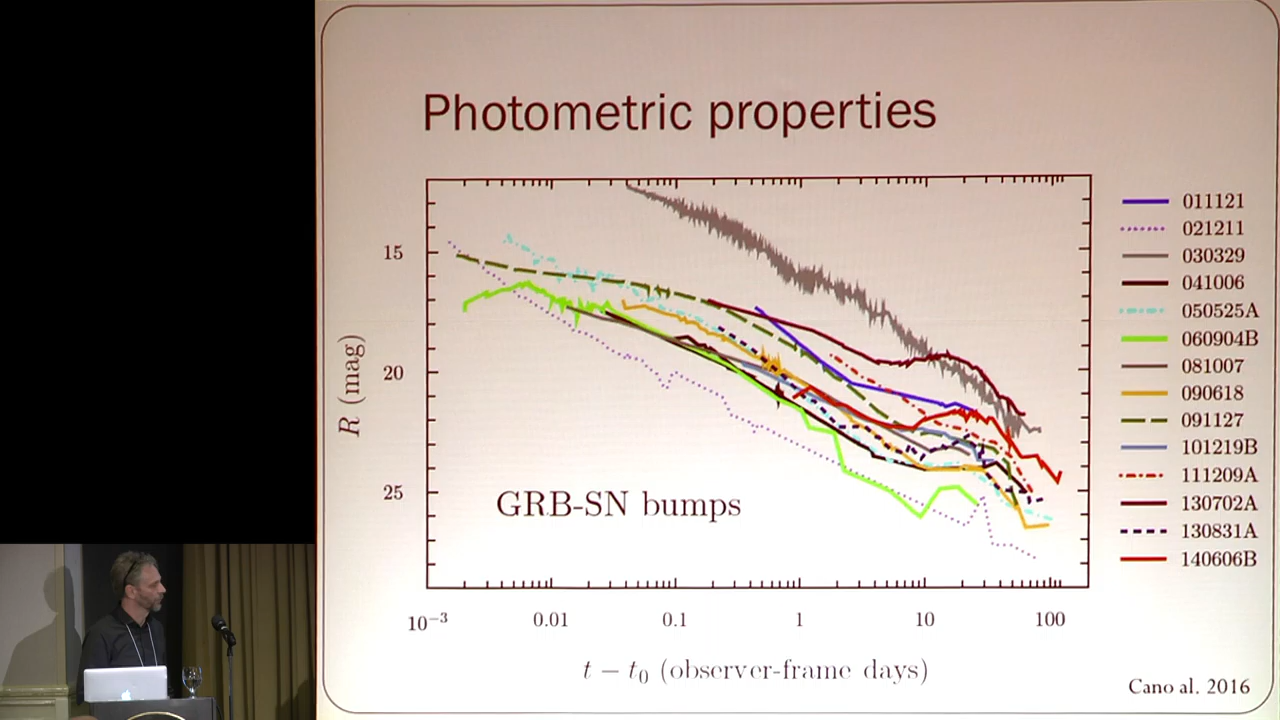 Photometric properties
15
20
25
R (mag)
GRB-SN bumps
10⁻³ 0.01 0.1 1 10 100
t − t₀ (observer-frame days)
011121
021211
030329
041006
050525A
060904B
081007
090618
091127
101219B
111209A
130702A
130831A
140606B
Cano al. 2016